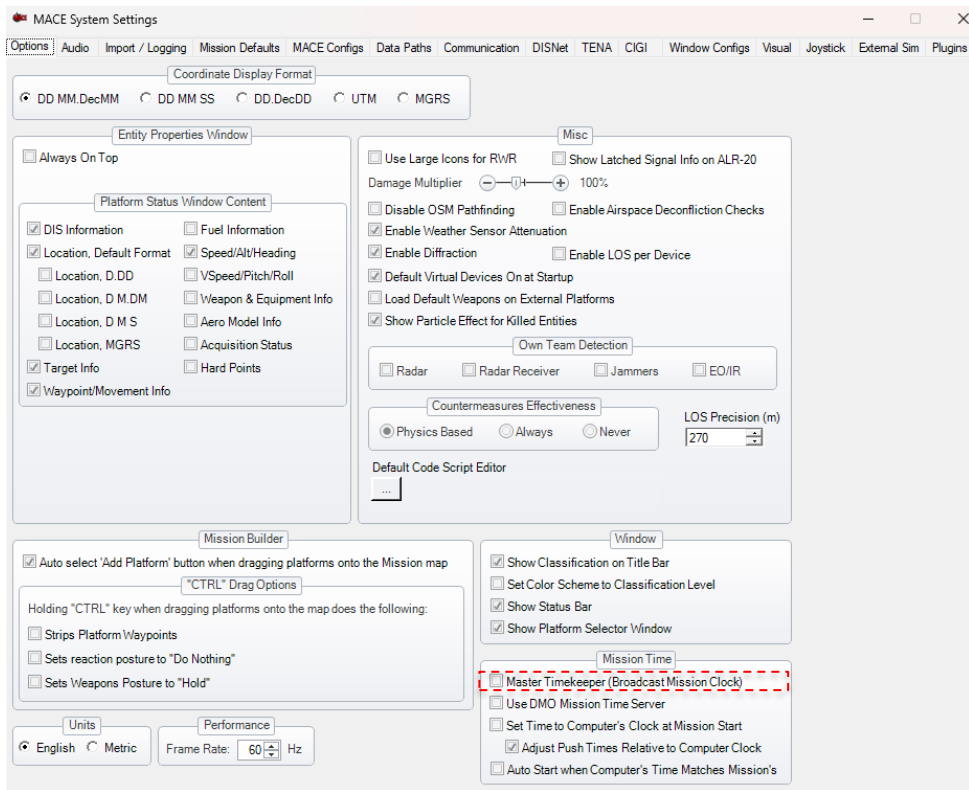 MACE System Settings
Options Audio Import / Logging Mission Defaults MACE Configs Data Paths Communication DISNet TENA CIGI Window Configs Visual Joystick External Sim Plugins
Coordinate Display Format
DD MM.DecMM DD MM SS DD.DecDD UTM MGRS
Entity Properties Window
Always On Top
Platform Status Window Content
DIS Information Fuel Information
Location, Default Format Speed/Alt/Heading
Location, D.DD VSpeed/Pitch/Roll
Location, D M.DM Weapon & Equipment Info
Location, D M S Aero Model Info
Location, MGRS Acquisition Status
Target Info Hard Points
Waypoint/Movement Info
Misc
Use Large Icons for RWR Show Latched Signal Info on ALR-20
Damage Multiplier 100%
Disable OSM Pathfinding Enable Airspace Deconfliction Checks
Enable Weather Sensor Attenuation
Enable Diffraction Enable LOS per Device
Default Virtual Devices On at Startup
Load Default Weapons on External Platforms
Show Particle Effect for Killed Entities
Own Team Detection
Radar Radar Receiver Jammers EO/IR
Countermeasures Effectiveness
Physics Based Always Never
LOS Precision (m)
270
Default Code Script Editor
...
Mission Builder
Auto select 'Add Platform' button when dragging platforms onto the Mission map
"CTRL" Drag Options
Holding "CTRL" key when dragging platforms onto the map does the following:
Strips Platform Waypoints
Sets reaction posture to "Do Nothing"
Sets Weapons Posture to "Hold"
Window
Show Classification on Title Bar
Set Color Scheme to Classification Level
Show Status Bar
Show Platform Selector Window
Mission Time
Master Timekeeper (Broadcast Mission Clock)
Use DMO Mission Time Server
Set Time to Computer's Clock at Mission Start
Adjust Push Times Relative to Computer Clock
Auto Start when Computer's Time Matches Mission's
Units
English Metric
Performance
Frame Rate: 60 Hz